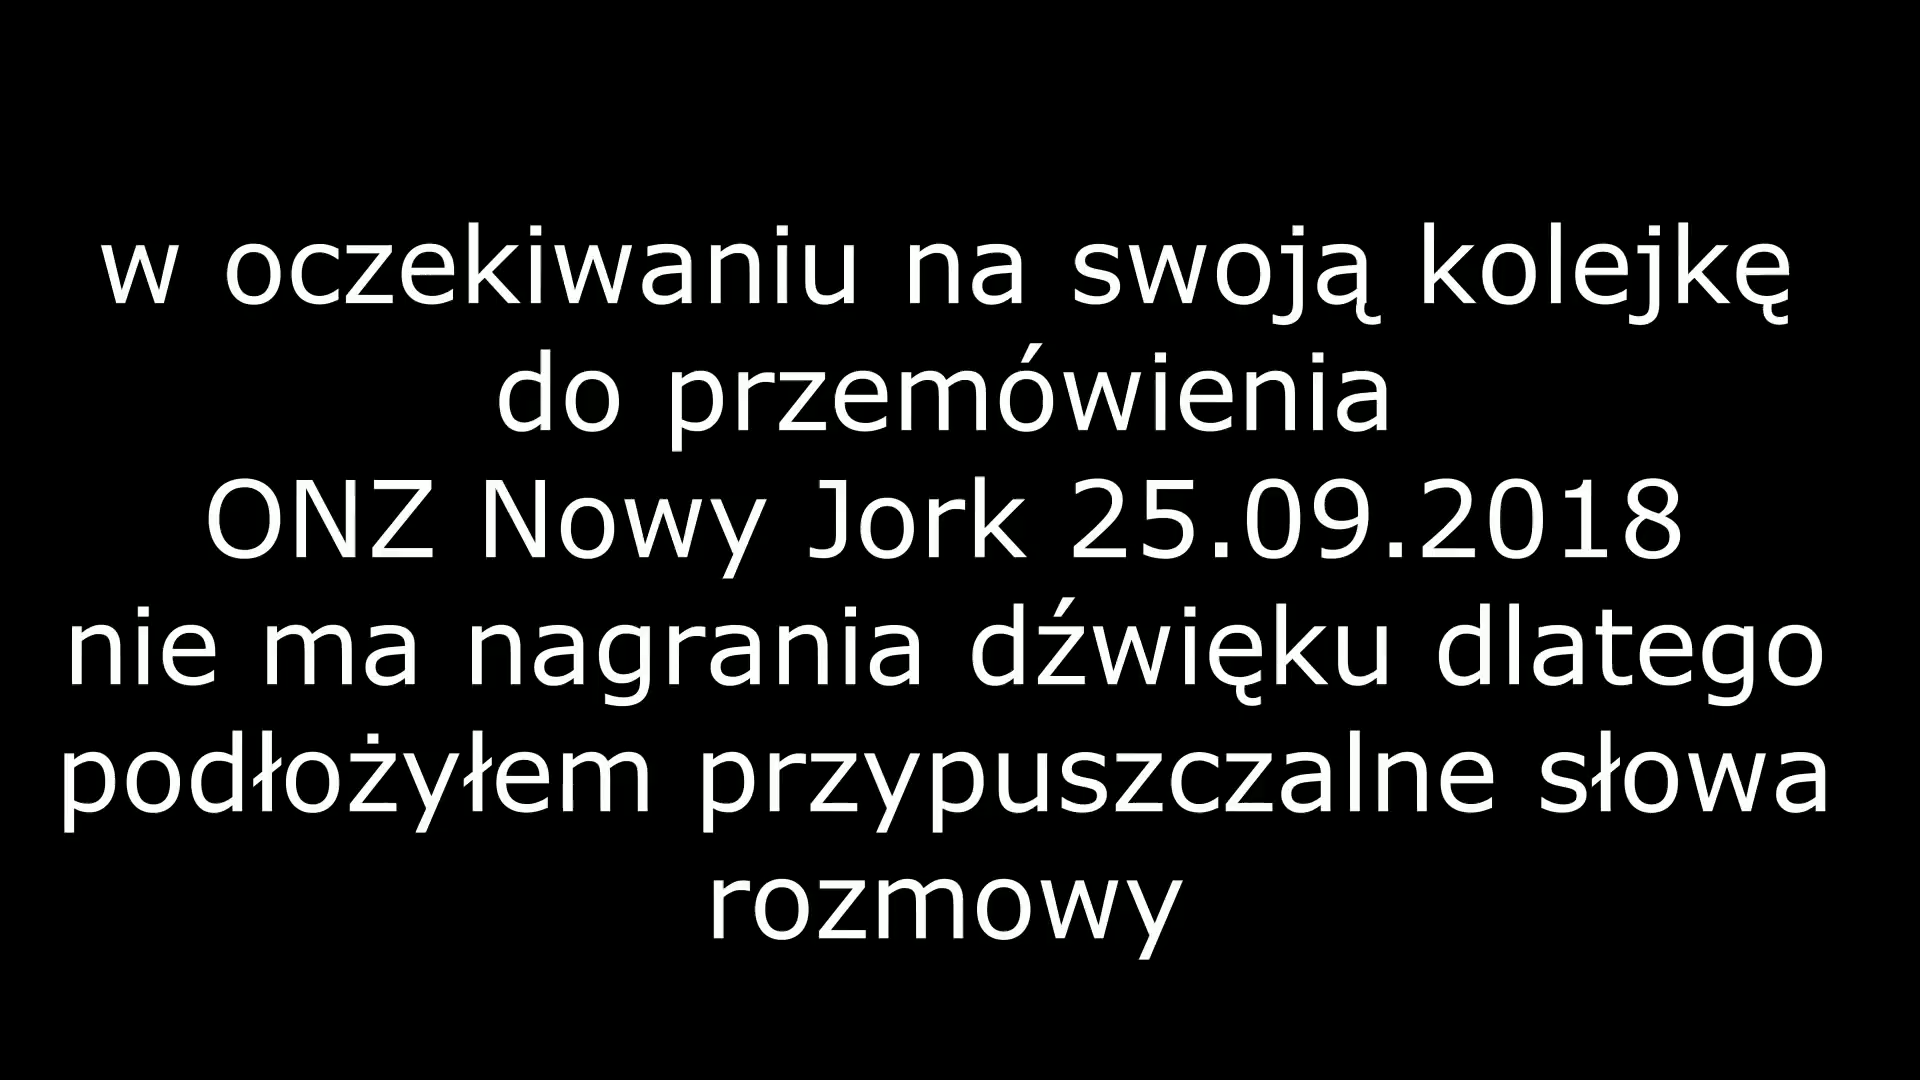 w oczekiwaniu na swoją kolejkę
do przemówienia
ONZ Nowy Jork 25.09.2018
nie ma nagrania dźwięku dlatego
podłożyłem przypuszczalne słowa
rozmowy